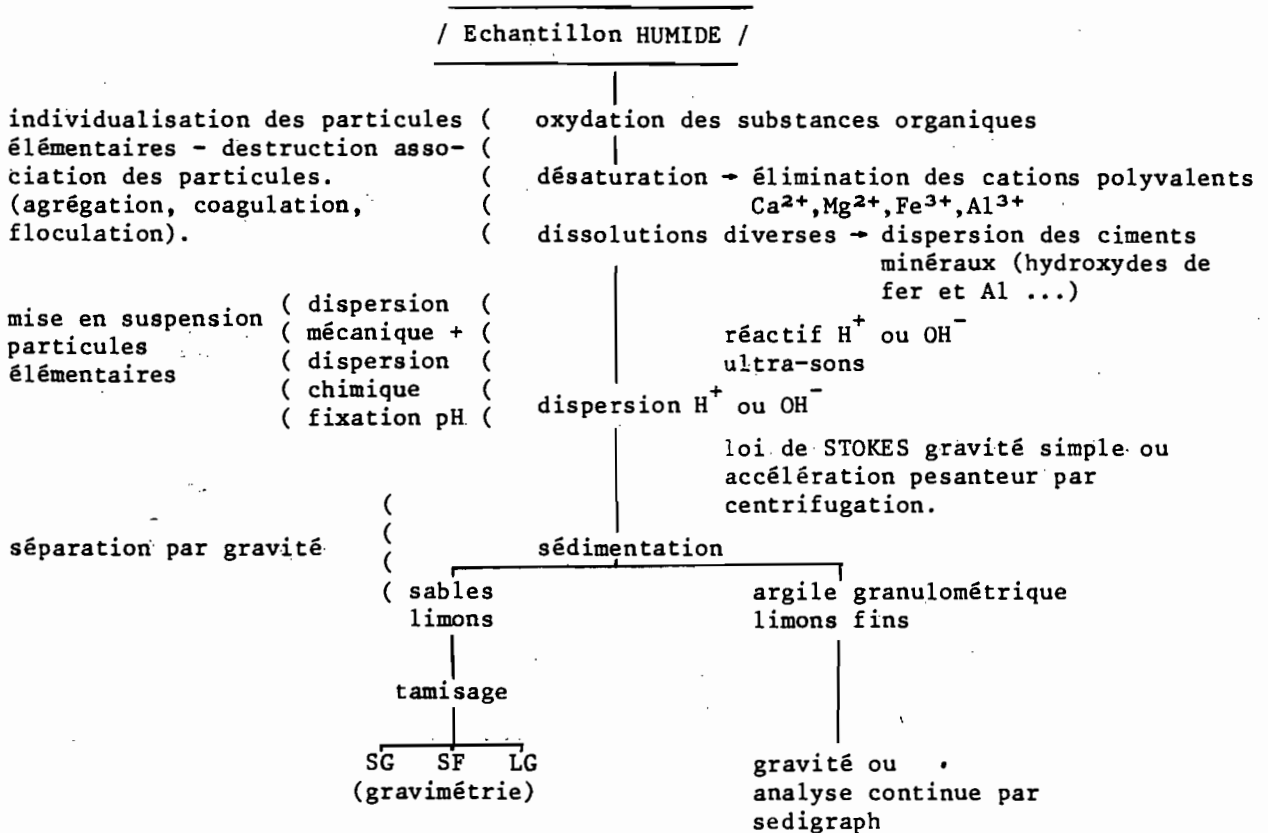 / Echantillon HUMIDE /
individualisation des particules ( oxydation des substances organiques
élémentaires - destruction asso- (
ciation des particules. ( désaturation → élimination des cations polyvalents
(agrégation, coagulation, ( Ca²⁺,Mg²⁺,Fe³⁺,Al³⁺
floculation). ( dissolutions diverses → dispersion des ciments
minéraux (hydroxydes de
fer et Al ...)
mise en suspension
particules
élémentaires
( dispersion (
( mécanique + (
( dispersion (
( chimique (
( fixation pH (
réactif H⁺ ou OH⁻
ultra-sons
dispersion H⁺ ou OH⁻
loi de STOKES gravité simple ou
accélération pesanteur par
centrifugation.
(
(
séparation par gravité ( sédimentation
( sables
limons
argile granulométrique
limons fins
tamisage
SG SF LG
(gravimétrie)
gravité ou
analyse continue par
sedigraph